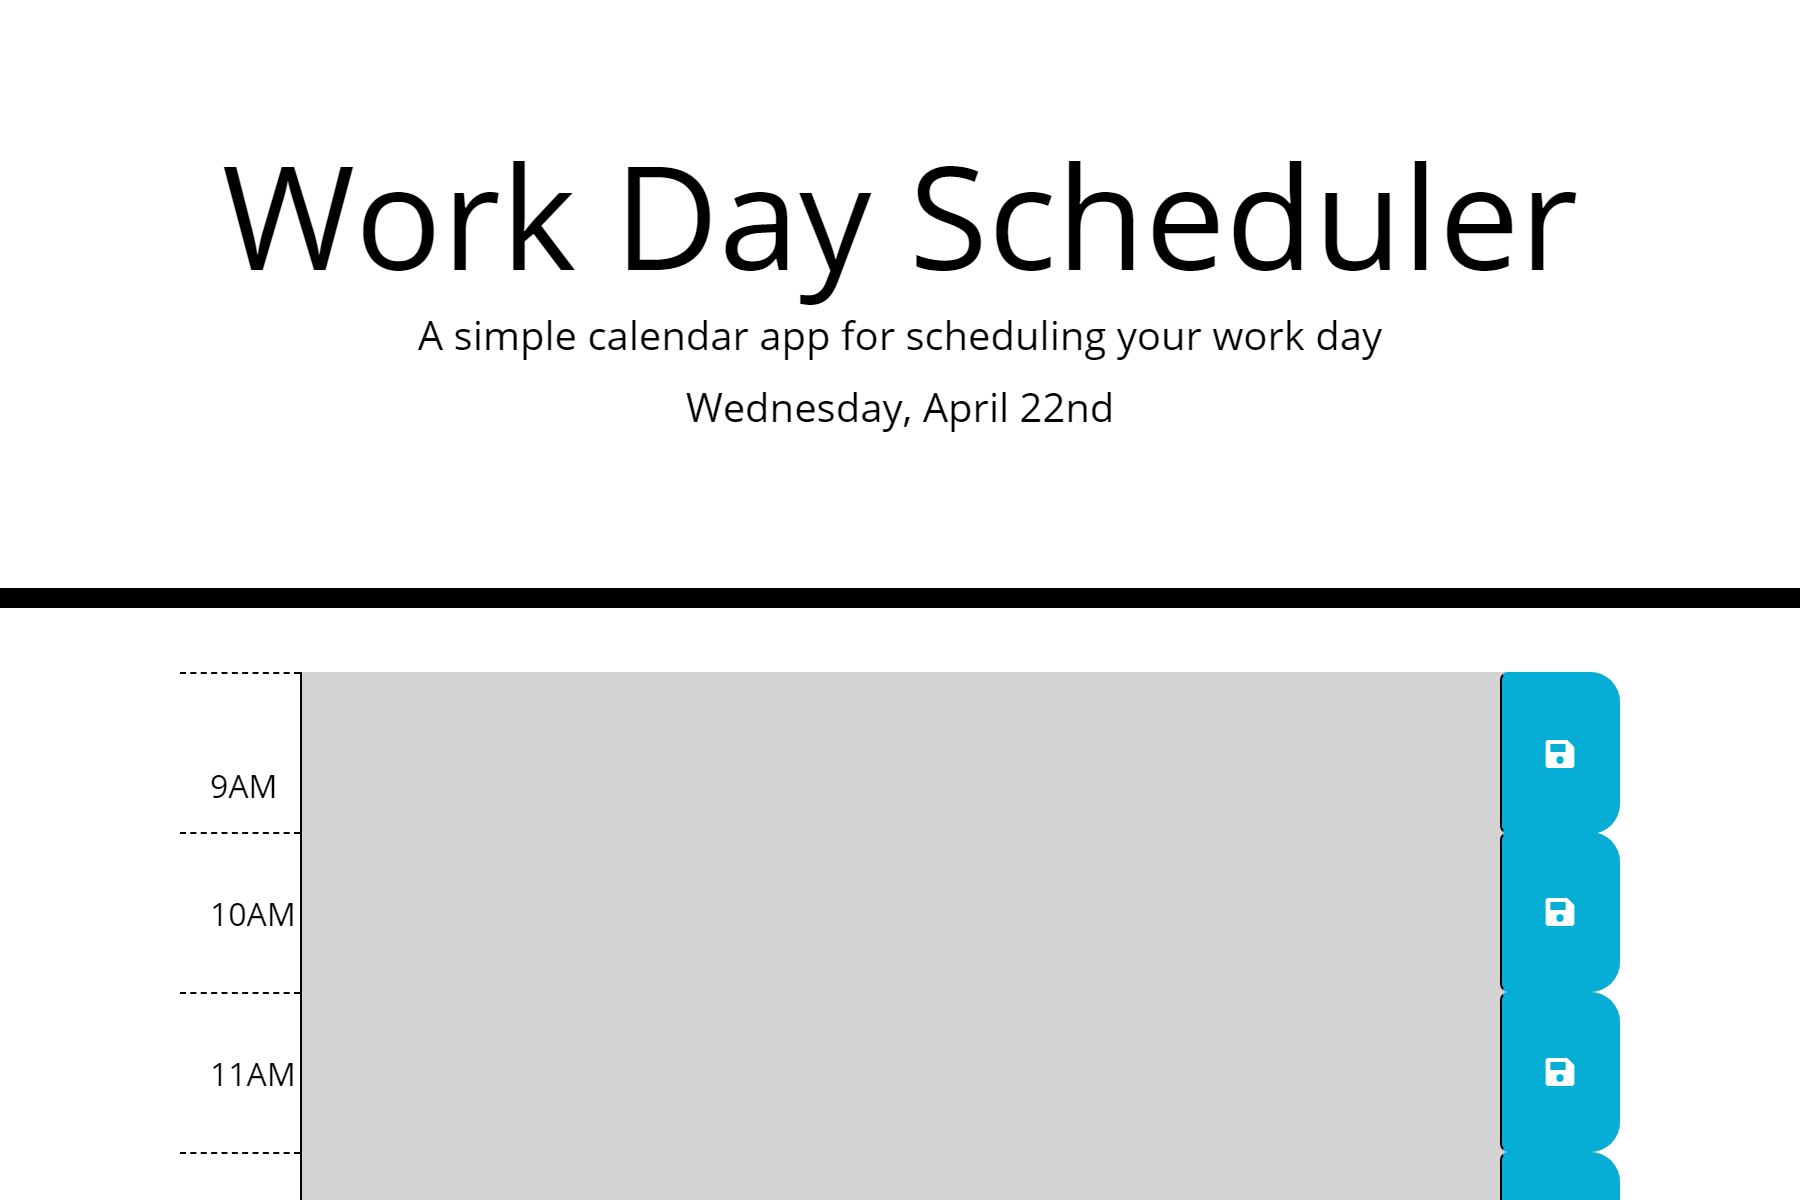 Work Day Scheduler
A simple calendar app for scheduling your work day
Wednesday, April 22nd
9AM
10AM
11AM